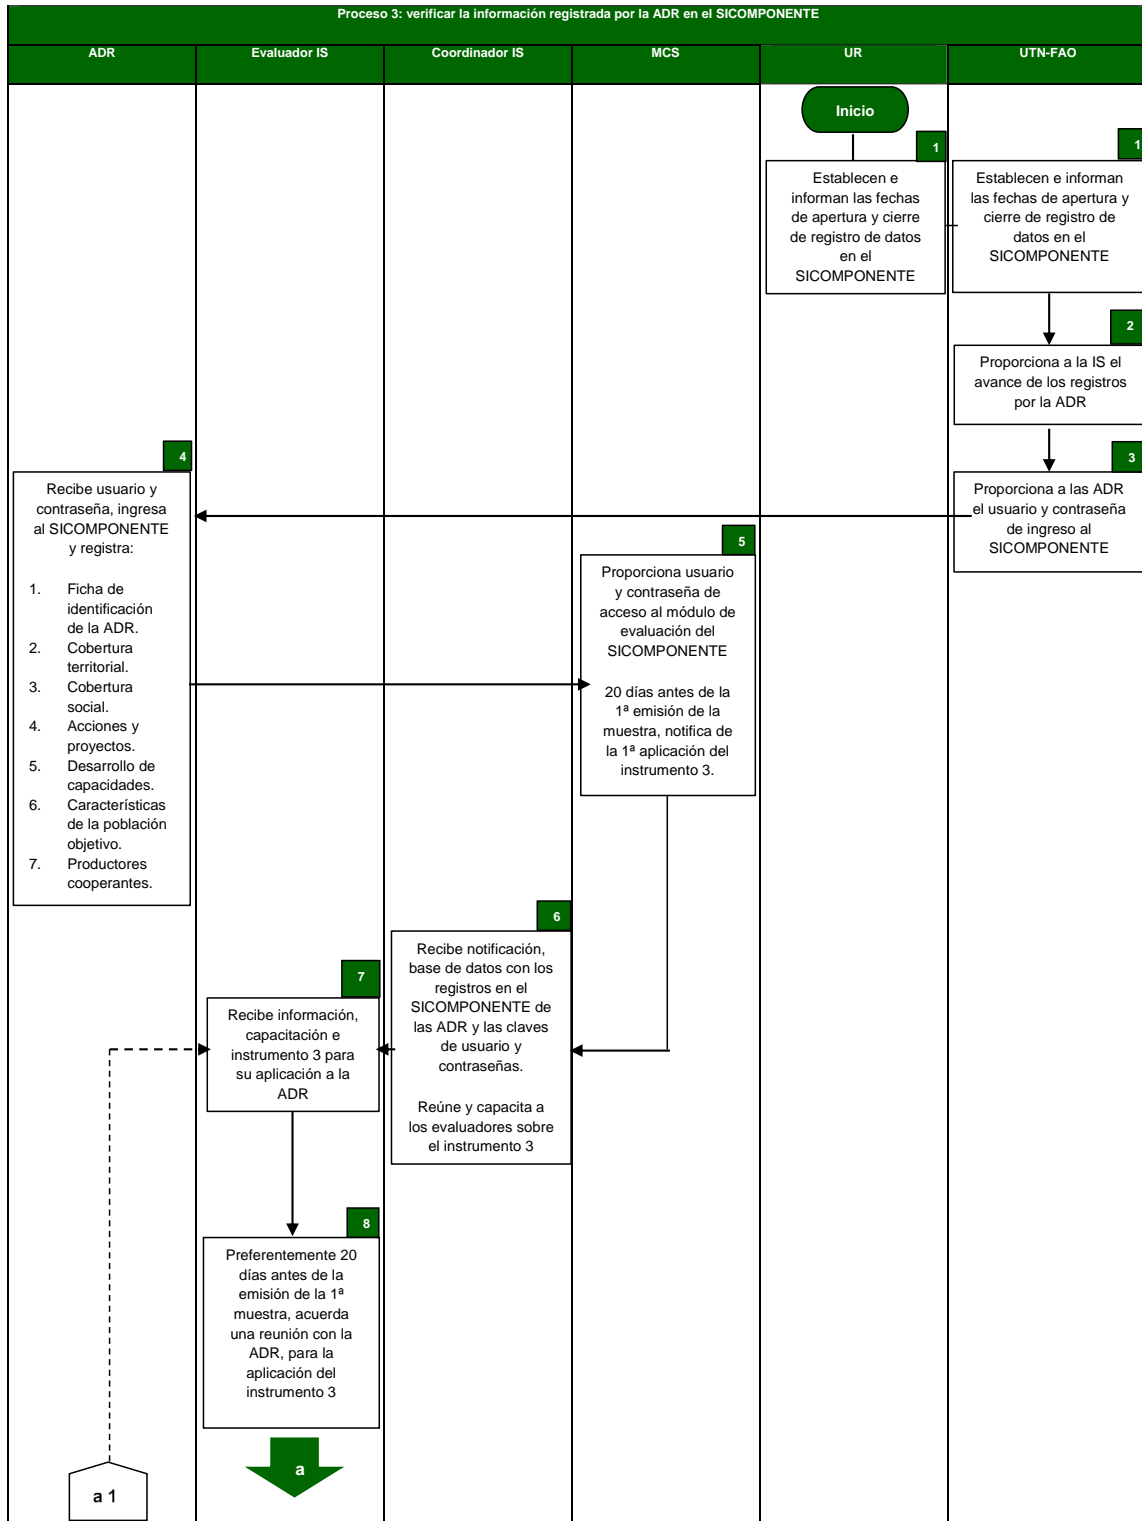 Proceso 3: verificar la información registrada por la ADR en el SICOMPONENTE
ADR
Evaluador IS
Coordinador IS
MCS
UR
UTN-FAO
Inicio
1
Establecen e
informan las fechas
de apertura y cierre
de registro de datos
en el
SICOMPONENTE
1
Establecen e informan
las fechas de apertura y
cierre de registro de
datos en el
SICOMPONENTE
2
Proporciona a la IS el
avance de los registros
por la ADR
3
Proporciona a las ADR
el usuario y contraseña
de ingreso al
SICOMPONENTE
4
Recibe usuario y
contraseña, ingresa
al SICOMPONENTE
y registra:
1. Ficha de
identificación
de la ADR.
2. Cobertura
territorial.
3. Cobertura
social.
4. Acciones y
proyectos.
5. Desarrollo de
capacidades.
6. Características
de la población
objetivo.
7. Productores
cooperantes.
5
Proporciona usuario
y contraseña de
acceso al módulo de
evaluación del
SICOMPONENTE
20 días antes de la
1ª emisión de la
muestra, notifica de
la 1ª aplicación del
instrumento 3.
6
Recibe notificación,
base de datos con los
registros en el
SICOMPONENTE de
las ADR y las claves
de usuario y
contraseñas.
Reúne y capacita a
los evaluadores sobre
el instrumento 3
7
Recibe información,
capacitación e
instrumento 3 para
su aplicación a la
ADR
8
Preferentemente 20
días antes de la
emisión de la 1ª
muestra, acuerda
una reunión con la
ADR, para la
aplicación del
instrumento 3
a
a 1